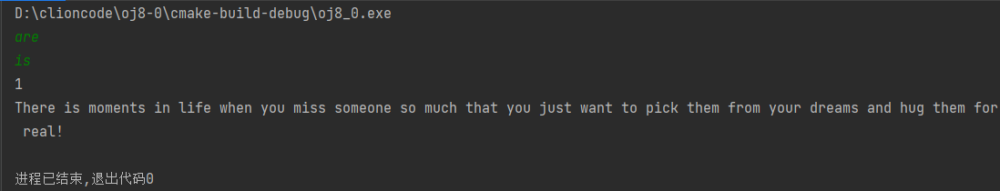 D:\clioncode\oj8-0\cmake-build-debug\oj8_0.exe
are
is
1
There is moments in life when you miss someone so much that you just want to pick them from your dreams and hug them for
real!
进程已结束,退出代码0